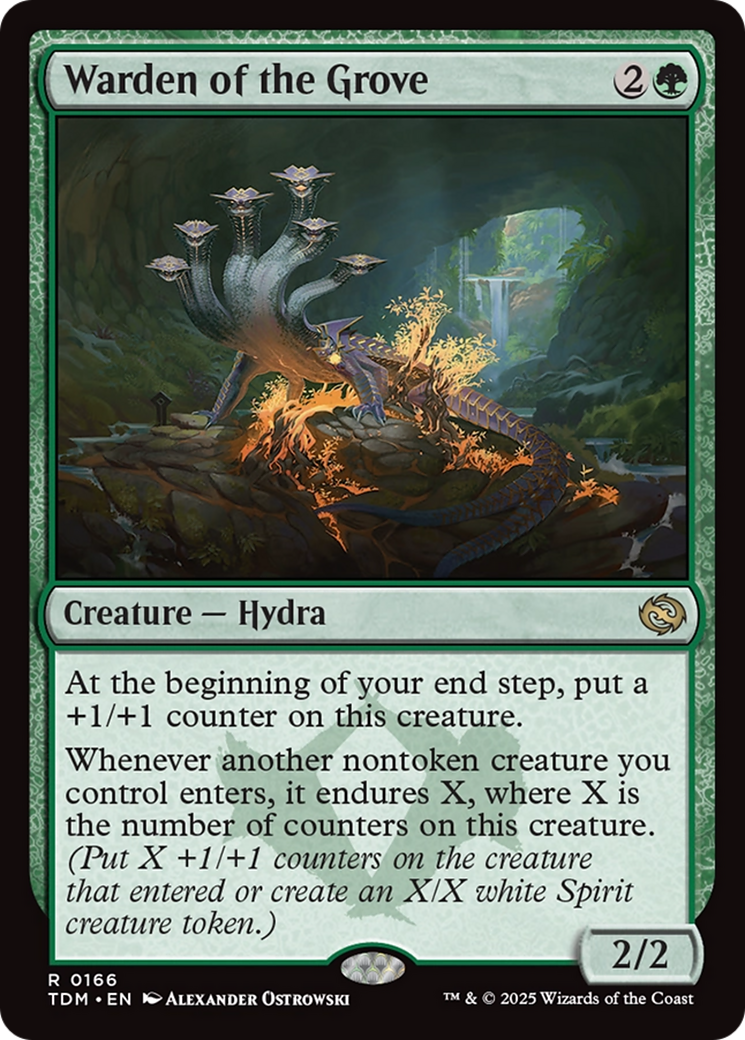 Warden of the Grove 2
Creature — Hydra
At the beginning of your end step, put a
+1/+1 counter on this creature.
Whenever another nontoken creature you
control enters, it endures X, where X is
the number of counters on this creature.
(Put X +1/+1 counters on the creature
that entered or create an X/X white Spirit
creature token.)
2/2
R 0166
TDM • EN Alexander Ostrowski ™ & © 2025 Wizards of the Coast